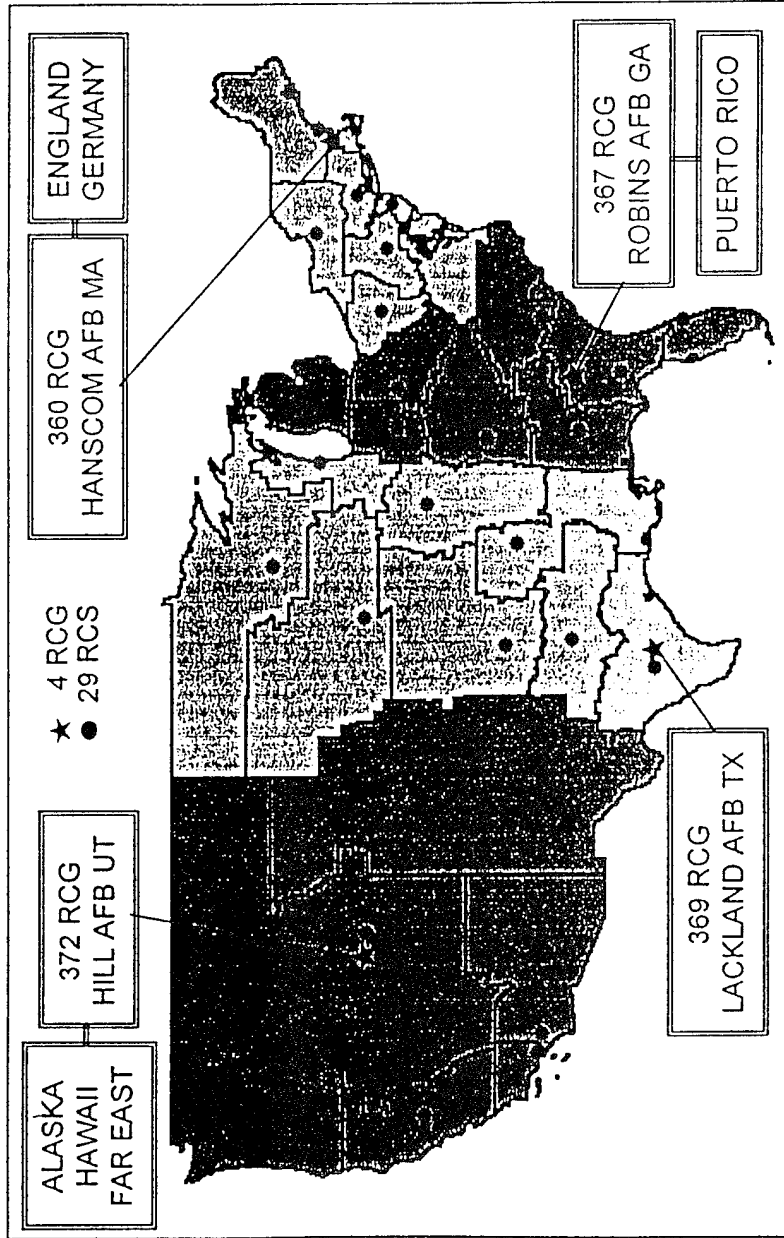 ALASKA
HAWAII
FAR EAST
372 RCG
HILL AFB UT
★ 4 RCG
● 29 RCS
360 RCG
HANSCOM AFB MA
ENGLAND
GERMANY
369 RCG
LACKLAND AFB TX
367 RCG
ROBINS AFB GA
PUERTO RICO